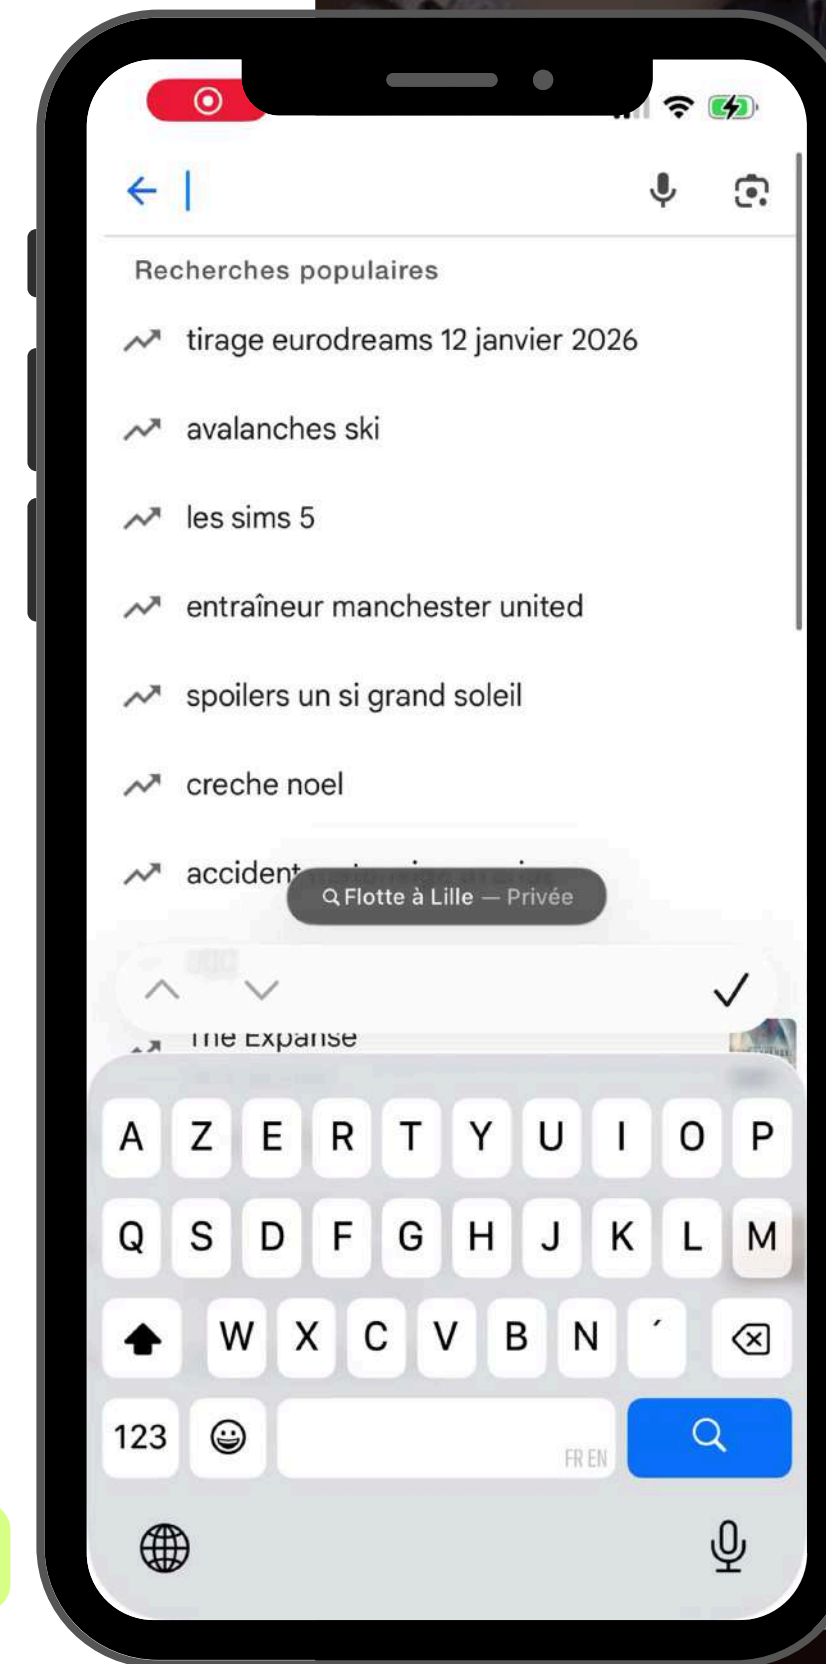 Recherches populaires
tirage eurodreams 12 janvier 2026
avalanches ski
les sims 5
entraîneur manchester united
spoilers un si grand soleil
creche noel
accident
Flotte à Lille — Privée
The Expanse
A Z E R T Y U I O P
Q S D F G H J K L M
W X C V B N ´
123
FR EN